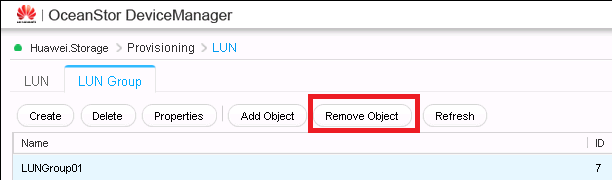 OceanStor DeviceManager
Huawei.Storage > Provisioning > LUN
LUN LUN Group
Create Delete Properties Add Object Remove Object Refresh
Name ID
LUNGroup01 7